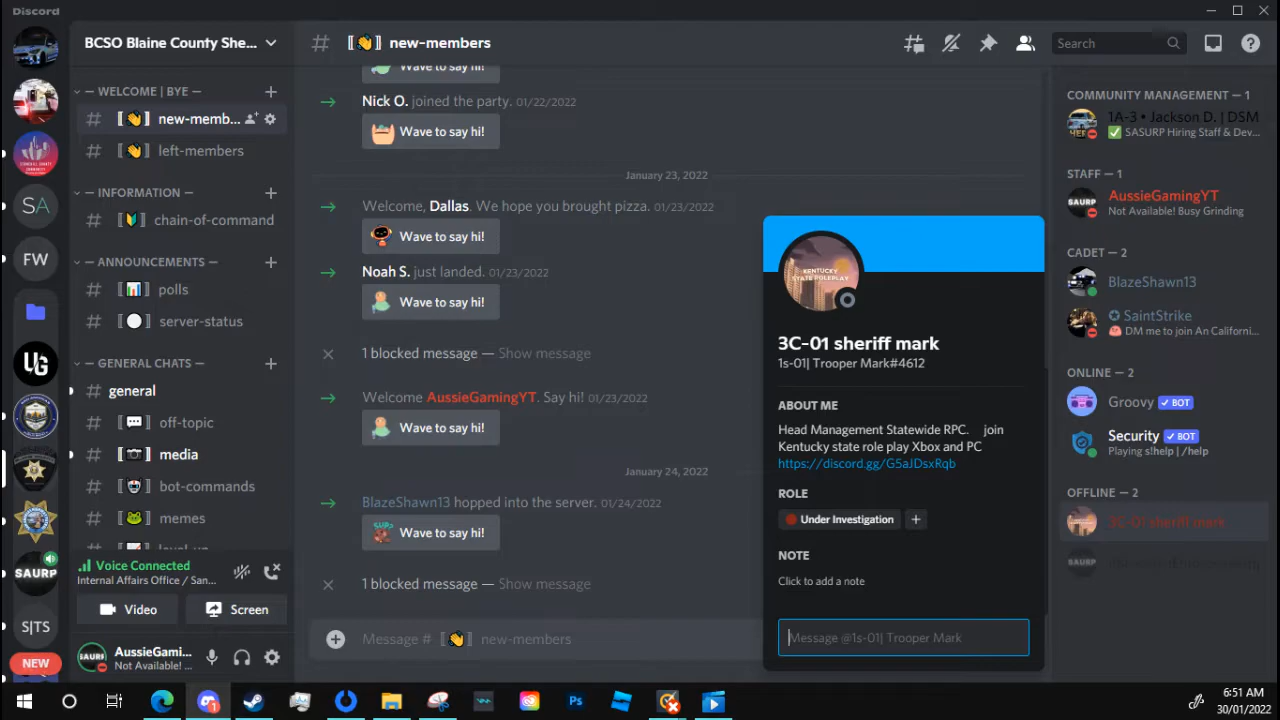 Discord
BCSO Blaine County She...
WELCOME | BYE
new-memb...
left-members
INFORMATION
chain-of-command
ANNOUNCEMENTS
polls
server-status
GENERAL CHATS
general
off-topic
media
bot-commands
memes
Voice Connected
Internal Affairs Office / San...
Video
Screen
AussieGami...
Not Available! ...
SA
FW
UG
SAURP
S|TS
NEW
# new-members
Wave to say hi!
Nick O. joined the party. 01/22/2022
Wave to say hi!
January 23, 2022
Welcome, Dallas. We hope you brought pizza. 01/23/2022
Wave to say hi!
Noah S. just landed. 01/23/2022
Wave to say hi!
1 blocked message — Show message
Welcome AussieGamingYT. Say hi! 01/23/2022
Wave to say hi!
January 24, 2022
BlazeShawn13 hopped into the server. 01/24/2022
Wave to say hi!
1 blocked message — Show message
Message # new-members
KENTUCKY
STATE ROLEPLAY
3C-01 sheriff mark
1s-01| Trooper Mark#4612
ABOUT ME
Head Management Statewide RPC. join
Kentucky state role play Xbox and PC
https://discord.gg/G5aJDsxRqb
ROLE
Under Investigation
NOTE
Click to add a note
Message @1s-01| Trooper Mark
Search
COMMUNITY MANAGEMENT — 1
1A-3 • Jackson D. | DSM
SASURP Hiring Staff & Dev...
STAFF — 1
AussieGamingYT
Not Available! Busy Grinding
CADET — 2
BlazeShawn13
SaintStrike
DM me to join An Californi...
ONLINE — 2
Groovy BOT
Security BOT
Playing s!help | /help
OFFLINE — 2
3C-01 sheriff mark
Ps
6:51 AM
30/01/2022